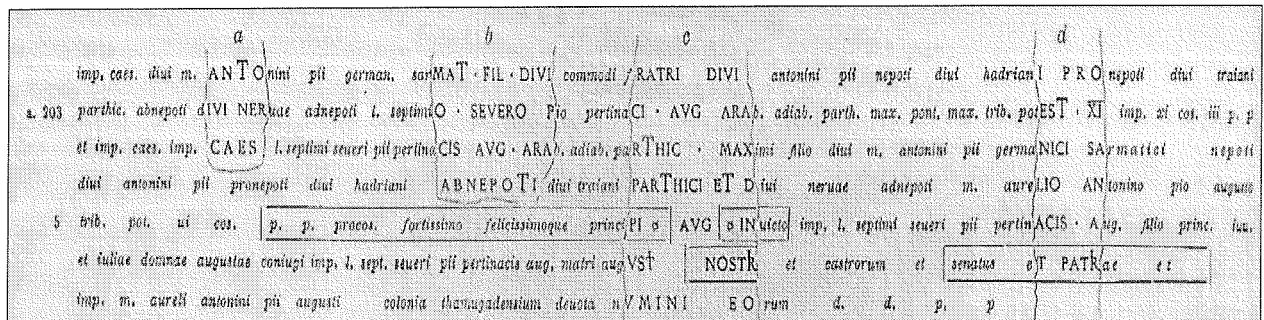 a b c d
imp. caes. diui m. ANTOnini pii german. sarMAT · FIL · DIVI commodi FRATRI DIVI antonini pii nepoti diui hadrianI PROnepoti diui traiani
a. 203 parthic. abnepoti dIVI NERuae adnepoti l. septimiO · SEVERO Pio pertinaCI · AVG ARAb. adiab. parth. max. pont. max. trib. potEST · XI imp. xi cos. iii p. p
et imp. caes. imp. CAES l. septimi seueri pii pertinaCIS AVG · ARAb. adiab. paRTHIC · MAXimi filio diui m. antonini pii germaNICI SArmatici nepoti
diui antonini pii pronepoti diui hadriani ABNEPOTI diui traiani PARTHICI ET Diui neruae adnepoti m. aureLIO ANtonino pio augusto
5 trib. pot. ui cos. p. p. procos. fortissimo felicissimoque princiPI AVG INuicto imp. l. septimi seueri pii pertinACIS · Aug. filio princ. iuu.
et iuliae domnae augustae coniugi imp. l. sept. seueri pii pertinacis aug. matri augVST NOSTR et castrorum et senatus eT PATRae et
imp. m. aureli antonini pii augusti colonia thamugadensium deuota nVMINI EOrum d. d. p. p